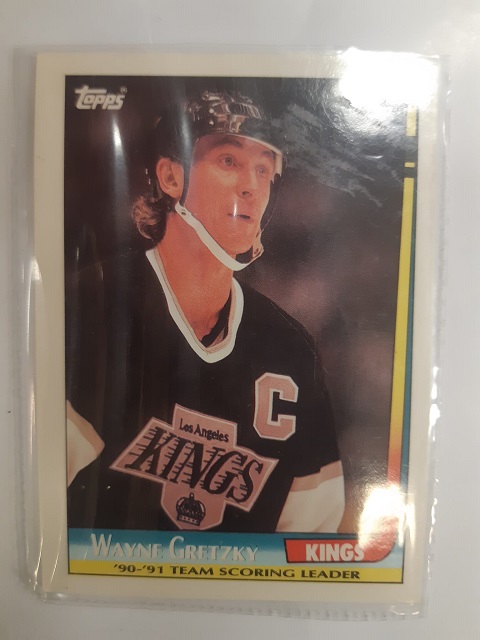 Topps
C
Los Angeles
KINGS
WAYNE GRETZKY
KINGS
'90-'91 TEAM SCORING LEADER